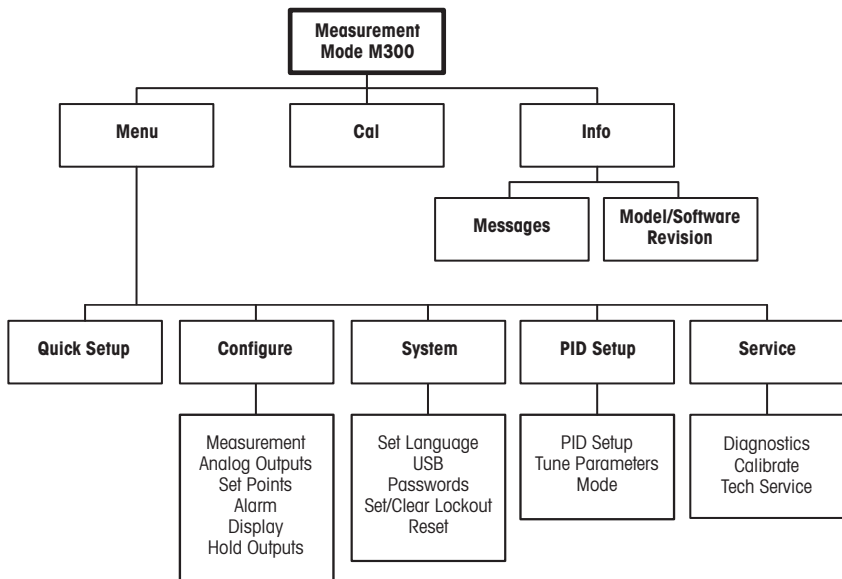 Measurement
Mode M300
Menu
Cal
Info
Messages
Model/Software
Revision
Quick Setup
Configure
System
PID Setup
Service
Measurement
Analog Outputs
Set Points
Alarm
Display
Hold Outputs
Set Language
USB
Passwords
Set/Clear Lockout
Reset
PID Setup
Tune Parameters
Mode
Diagnostics
Calibrate
Tech Service